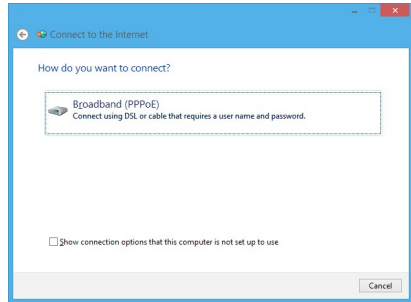 Connect to the Internet
How do you want to connect?
Broadband (PPPoE)
Connect using DSL or cable that requires a user name and password.
Show connection options that this computer is not set up to use
Cancel